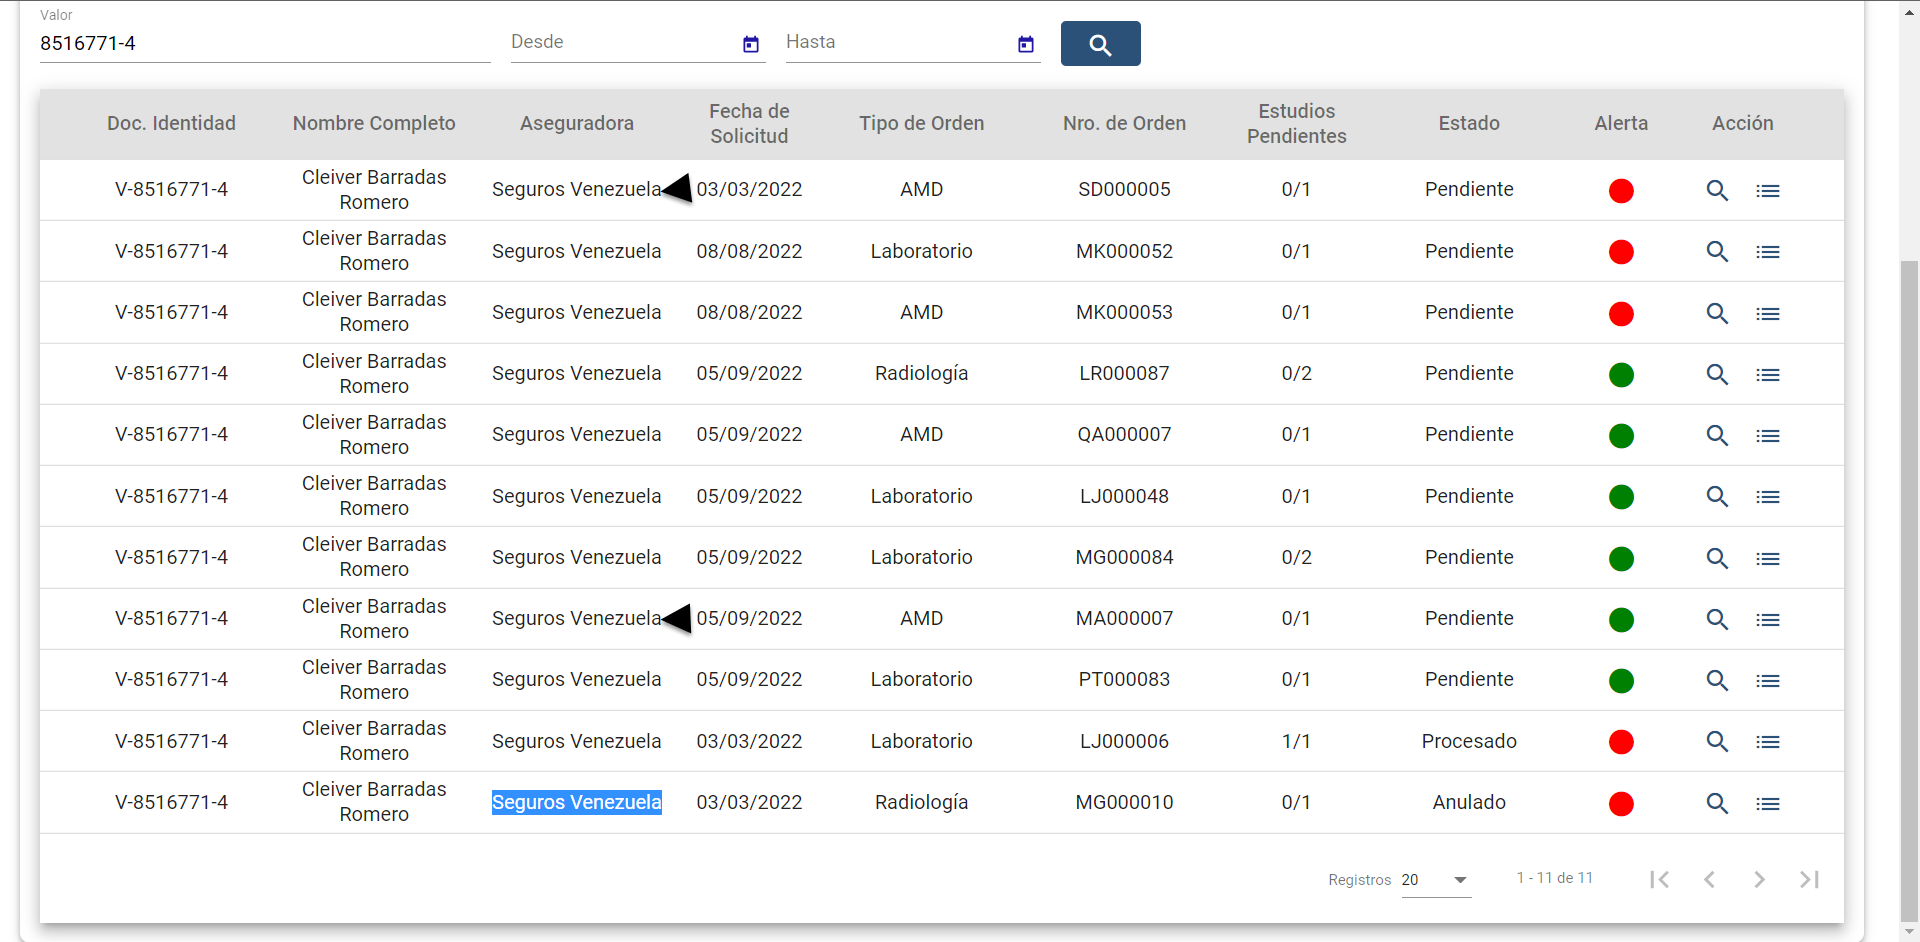 Valor
8516771-4 Desde Hasta
Doc. Identidad Nombre Completo Aseguradora Fecha de Solicitud Tipo de Orden Nro. de Orden Estudios Pendientes Estado Alerta Acción
V-8516771-4 Cleiver Barradas Romero Seguros Venezuela 03/03/2022 AMD SD000005 0/1 Pendiente
V-8516771-4 Cleiver Barradas Romero Seguros Venezuela 08/08/2022 Laboratorio MK000052 0/1 Pendiente
V-8516771-4 Cleiver Barradas Romero Seguros Venezuela 08/08/2022 AMD MK000053 0/1 Pendiente
V-8516771-4 Cleiver Barradas Romero Seguros Venezuela 05/09/2022 Radiología LR000087 0/2 Pendiente
V-8516771-4 Cleiver Barradas Romero Seguros Venezuela 05/09/2022 AMD QA000007 0/1 Pendiente
V-8516771-4 Cleiver Barradas Romero Seguros Venezuela 05/09/2022 Laboratorio LJ000048 0/1 Pendiente
V-8516771-4 Cleiver Barradas Romero Seguros Venezuela 05/09/2022 Laboratorio MG000084 0/2 Pendiente
V-8516771-4 Cleiver Barradas Romero Seguros Venezuela 05/09/2022 AMD MA000007 0/1 Pendiente
V-8516771-4 Cleiver Barradas Romero Seguros Venezuela 05/09/2022 Laboratorio PT000083 0/1 Pendiente
V-8516771-4 Cleiver Barradas Romero Seguros Venezuela 03/03/2022 Laboratorio LJ000006 1/1 Procesado
V-8516771-4 Cleiver Barradas Romero Seguros Venezuela 03/03/2022 Radiología MG000010 0/1 Anulado
Registros 20 1 - 11 de 11